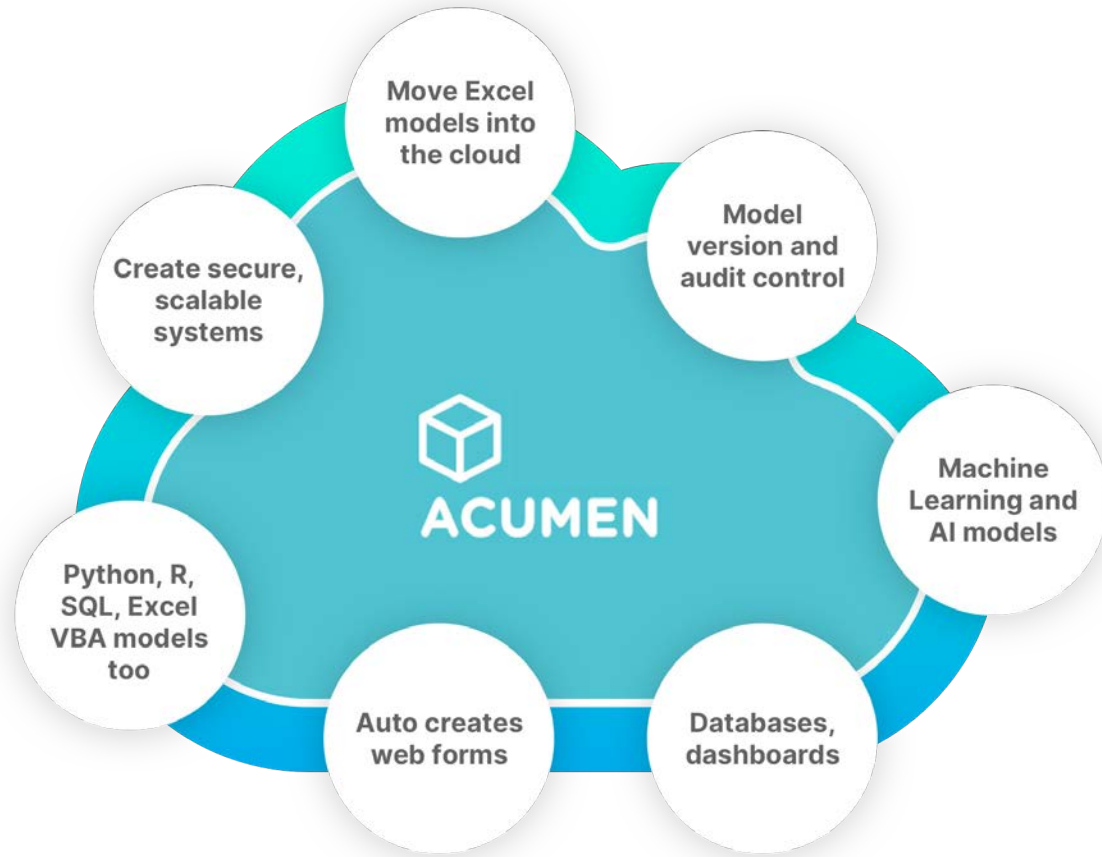 Move Excel
models into
the cloud
Model
version and
audit control
Create secure,
scalable
systems
ACUMEN
Machine
Learning and
AI models
Python, R,
SQL, Excel
VBA models
too
Auto creates
web forms
Databases,
dashboards